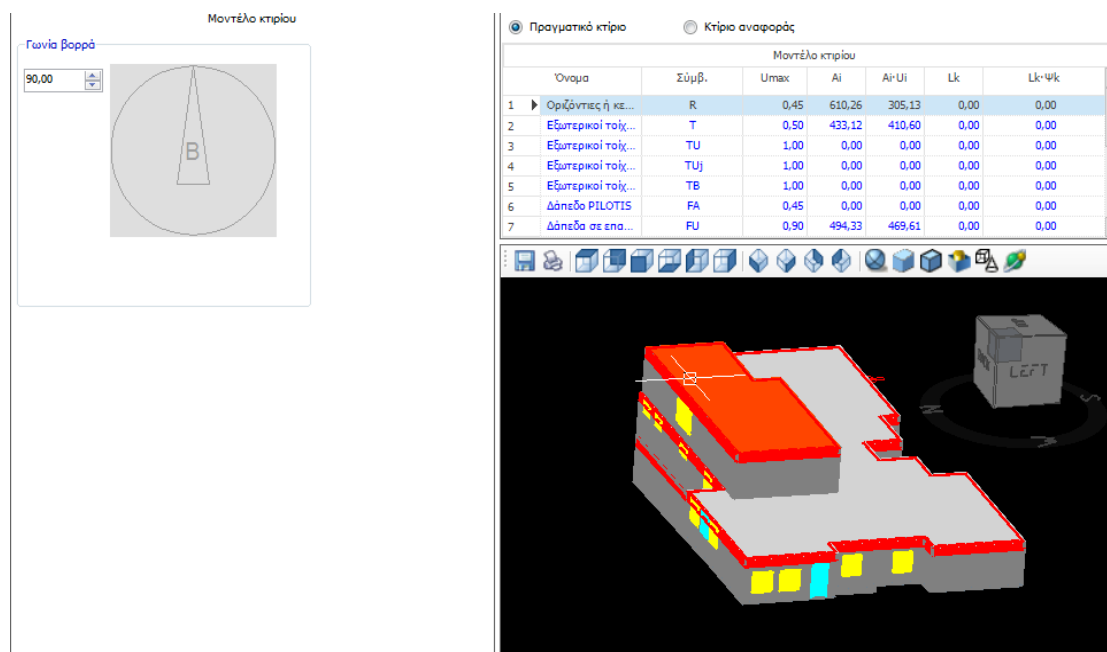 Μοντέλο κτιρίου
Γωνία βορρά
90,00
B
Πραγματικό κτίριο Κτίριο αναφοράς
Μοντέλο κτιρίου
Όνομα Σύμβ. Umax Ai Ai·Ui Lk Lk·Ψk
1 Οριζόντιες ή κε... R 0,45 610,26 305,13 0,00 0,00
2 Εξωτερικοί τοίχ... T 0,50 433,12 410,60 0,00 0,00
3 Εξωτερικοί τοίχ... TU 1,00 0,00 0,00 0,00 0,00
4 Εξωτερικοί τοίχ... TUj 1,00 0,00 0,00 0,00 0,00
5 Εξωτερικοί τοίχ... TB 1,00 0,00 0,00 0,00 0,00
6 Δάπεδο PILOTIS FA 0,45 0,00 0,00 0,00 0,00
7 Δάπεδα σε επα... FU 0,90 494,33 469,61 0,00 0,00
LEFT
N
S
W